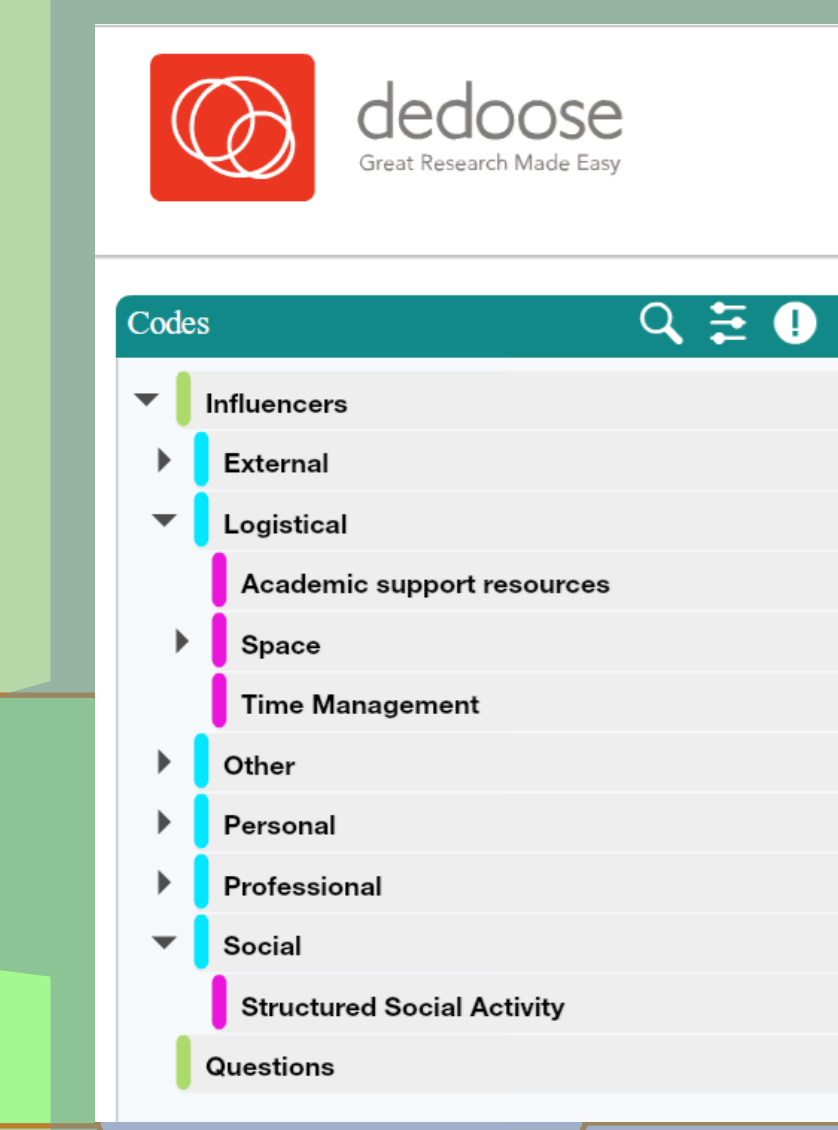 dedoose
Great Research Made Easy
Codes
Influencers
External
Logistical
Academic support resources
Space
Time Management
Other
Personal
Professional
Social
Structured Social Activity
Questions